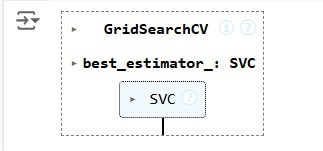 GridSearchCV i ?
best_estimator_: SVC
SVC ?